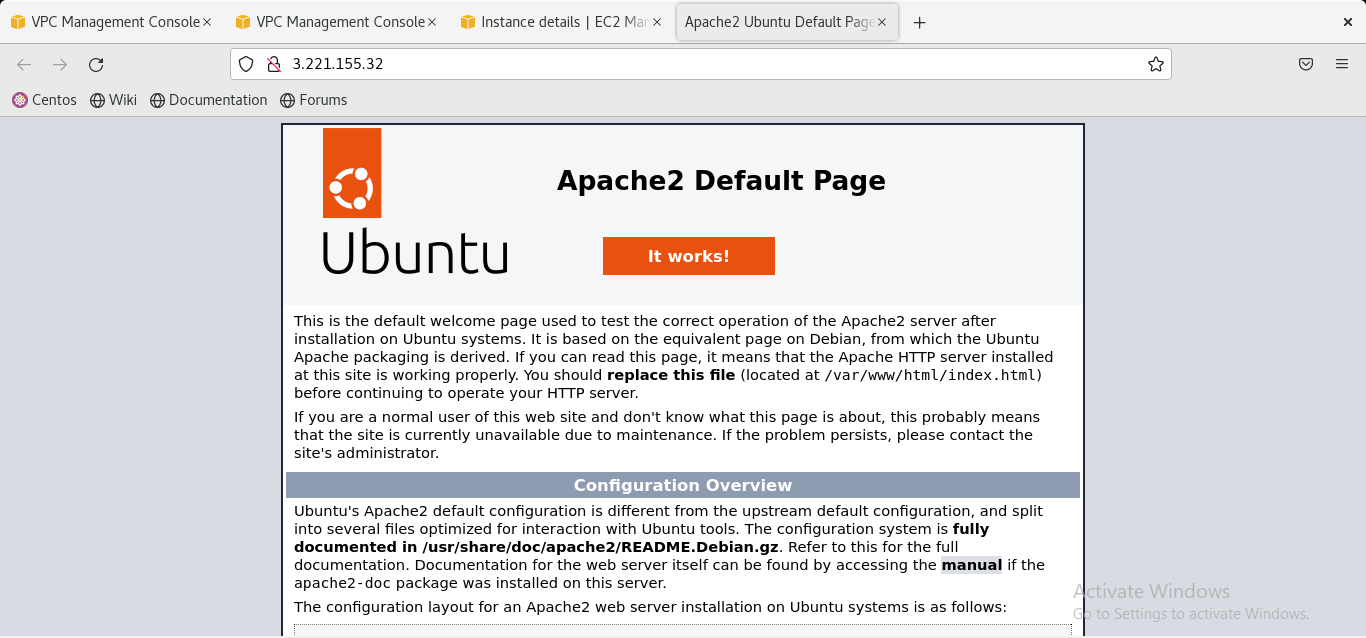 VPC Management Console
VPC Management Console
Instance details | EC2 Man
Apache2 Ubuntu Default Page
3.221.155.32
Centos
Wiki
Documentation
Forums
Apache2 Default Page
Ubuntu
It works!
This is the default welcome page used to test the correct operation of the Apache2 server after
installation on Ubuntu systems. It is based on the equivalent page on Debian, from which the Ubuntu
Apache packaging is derived. If you can read this page, it means that the Apache HTTP server installed
at this site is working properly. You should replace this file (located at /var/www/html/index.html)
before continuing to operate your HTTP server.
If you are a normal user of this web site and don't know what this page is about, this probably means
that the site is currently unavailable due to maintenance. If the problem persists, please contact the
site's administrator.
Configuration Overview
Ubuntu's Apache2 default configuration is different from the upstream default configuration, and split
into several files optimized for interaction with Ubuntu tools. The configuration system is fully
documented in /usr/share/doc/apache2/README.Debian.gz. Refer to this for the full
documentation. Documentation for the web server itself can be found by accessing the manual if the
apache2-doc package was installed on this server.
The configuration layout for an Apache2 web server installation on Ubuntu systems is as follows:
Activate Windows
Go to Settings to activate Windows.